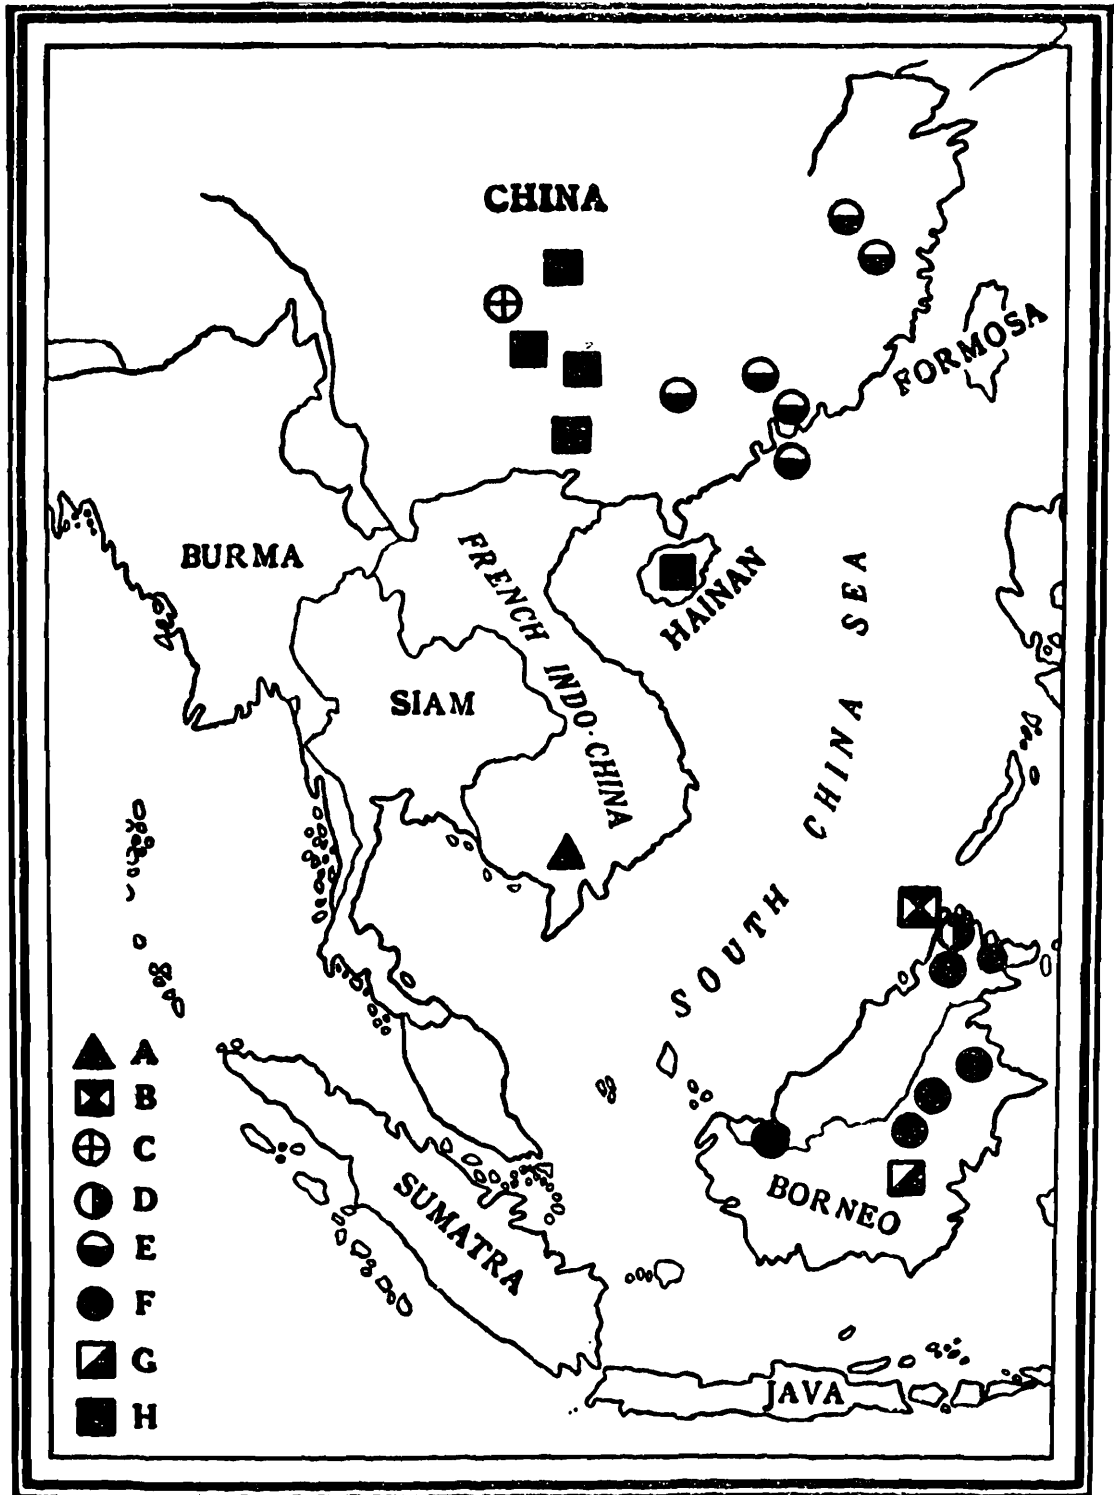 CHINA
FORMOSA
BURMA
FRENCH INDO-CHINA
HAINAN
SIAM
SOUTH CHINA SEA
A
B
C
D
E
F
G
H
SUMATRA
BORNEO
JAVA